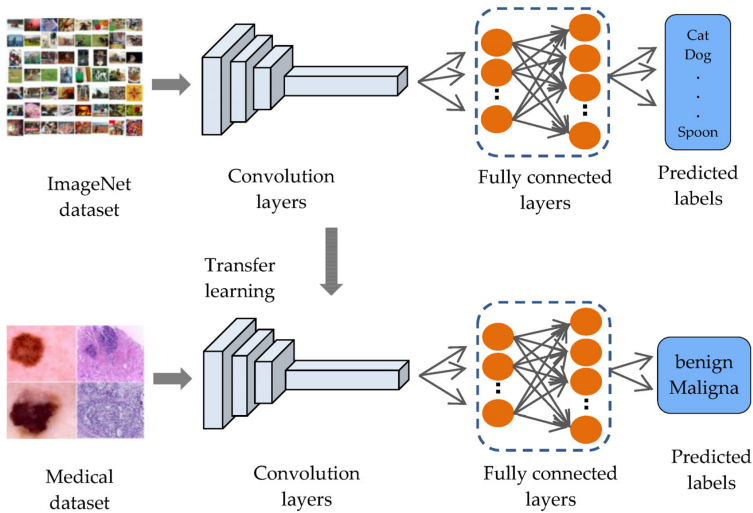 Cat
Dog
.
.
.
Spoon
ImageNet
dataset
Convolution
layers
Fully connected
layers
Predicted
labels
Transfer
learning
benign
Maligna
Medical
dataset
Convolution
layers
Fully connected
layers
Predicted
labels